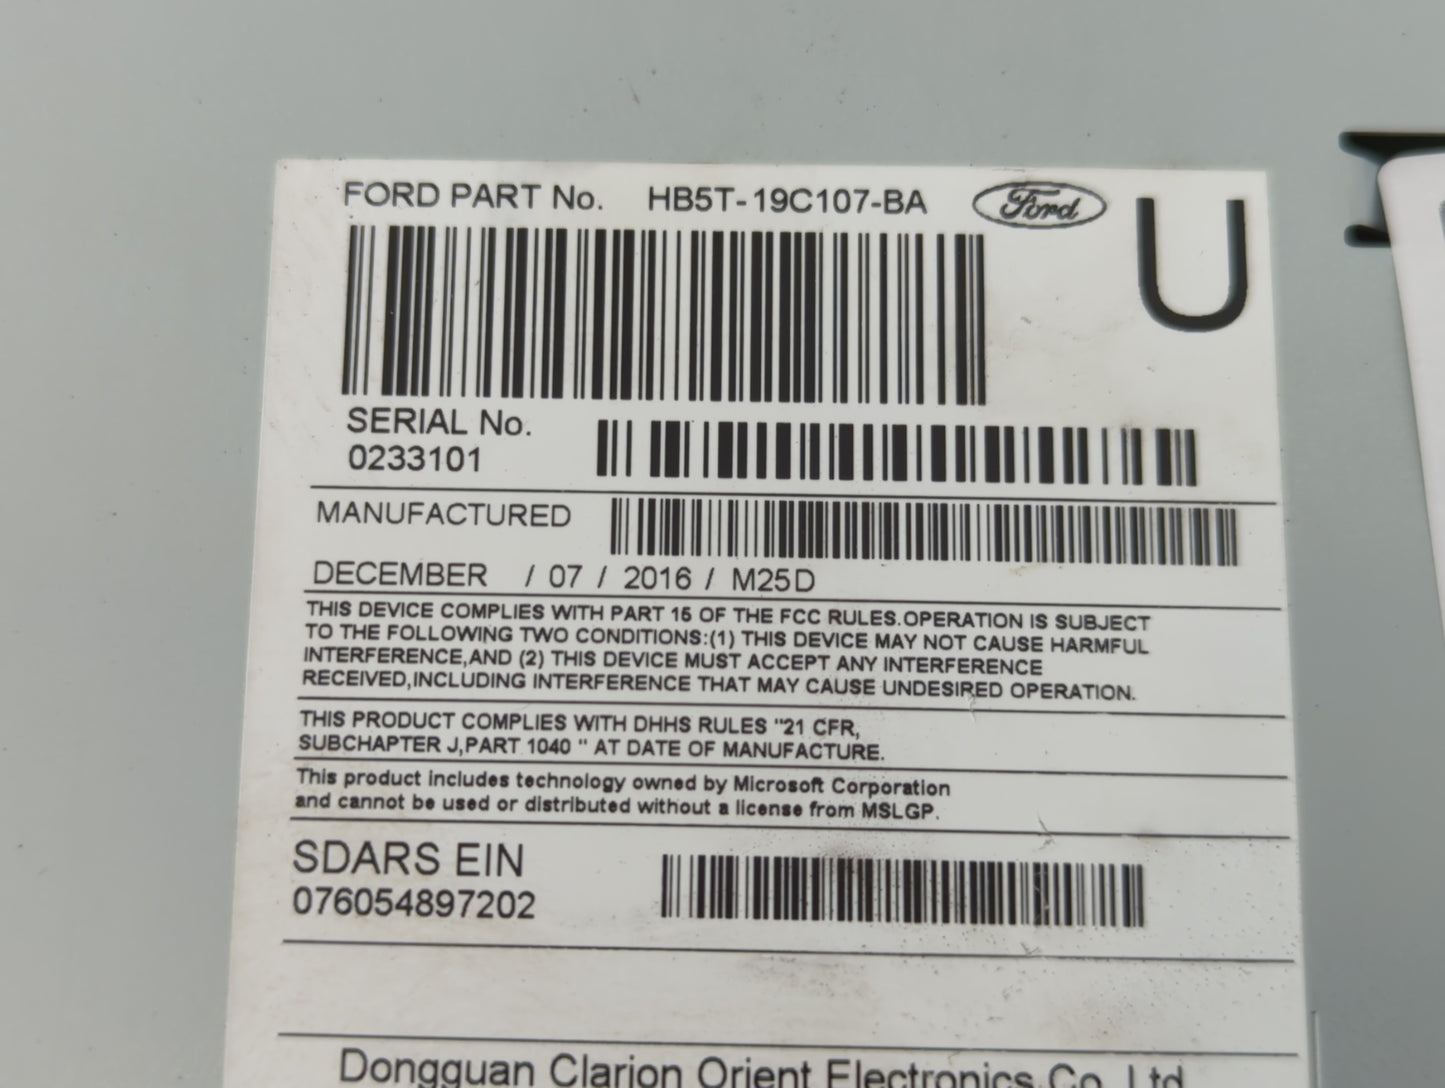 FORD PART No. HB5T-19C107-BA Ford U
SERIAL No.
0233101
MANUFACTURED
DECEMBER / 07 / 2016 / M25D
THIS DEVICE COMPLIES WITH PART 15 OF THE FCC RULES.OPERATION IS SUBJECT
TO THE FOLLOWING TWO CONDITIONS:(1) THIS DEVICE MAY NOT CAUSE HARMFUL
INTERFERENCE,AND (2) THIS DEVICE MUST ACCEPT ANY INTERFERENCE
RECEIVED,INCLUDING INTERFERENCE THAT MAY CAUSE UNDESIRED OPERATION.
THIS PRODUCT COMPLIES WITH DHHS RULES "21 CFR,
SUBCHAPTER J,PART 1040 " AT DATE OF MANUFACTURE.
This product includes technology owned by Microsoft Corporation
and cannot be used or distributed without a license from MSLGP.
SDARS EIN
076054897202
Dongguan Clarion Orient Electronics Co. Ltd